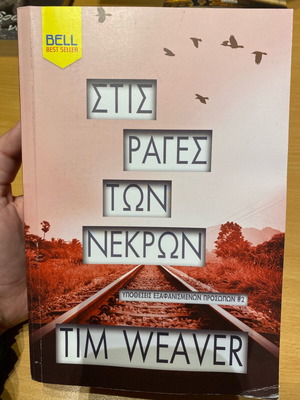 BELL
BEST SELLER
ΣΤΙΣ
ΡΑΓΕΣ
ΤΩΝ
ΝΕΚΡΩΝ
ΥΠΟΘΕΣΕΙΣ ΕΞΑΦΑΝΙΣΜΕΝΩΝ ΠΡΟΣΩΠΩΝ #2
TIM WEAVER